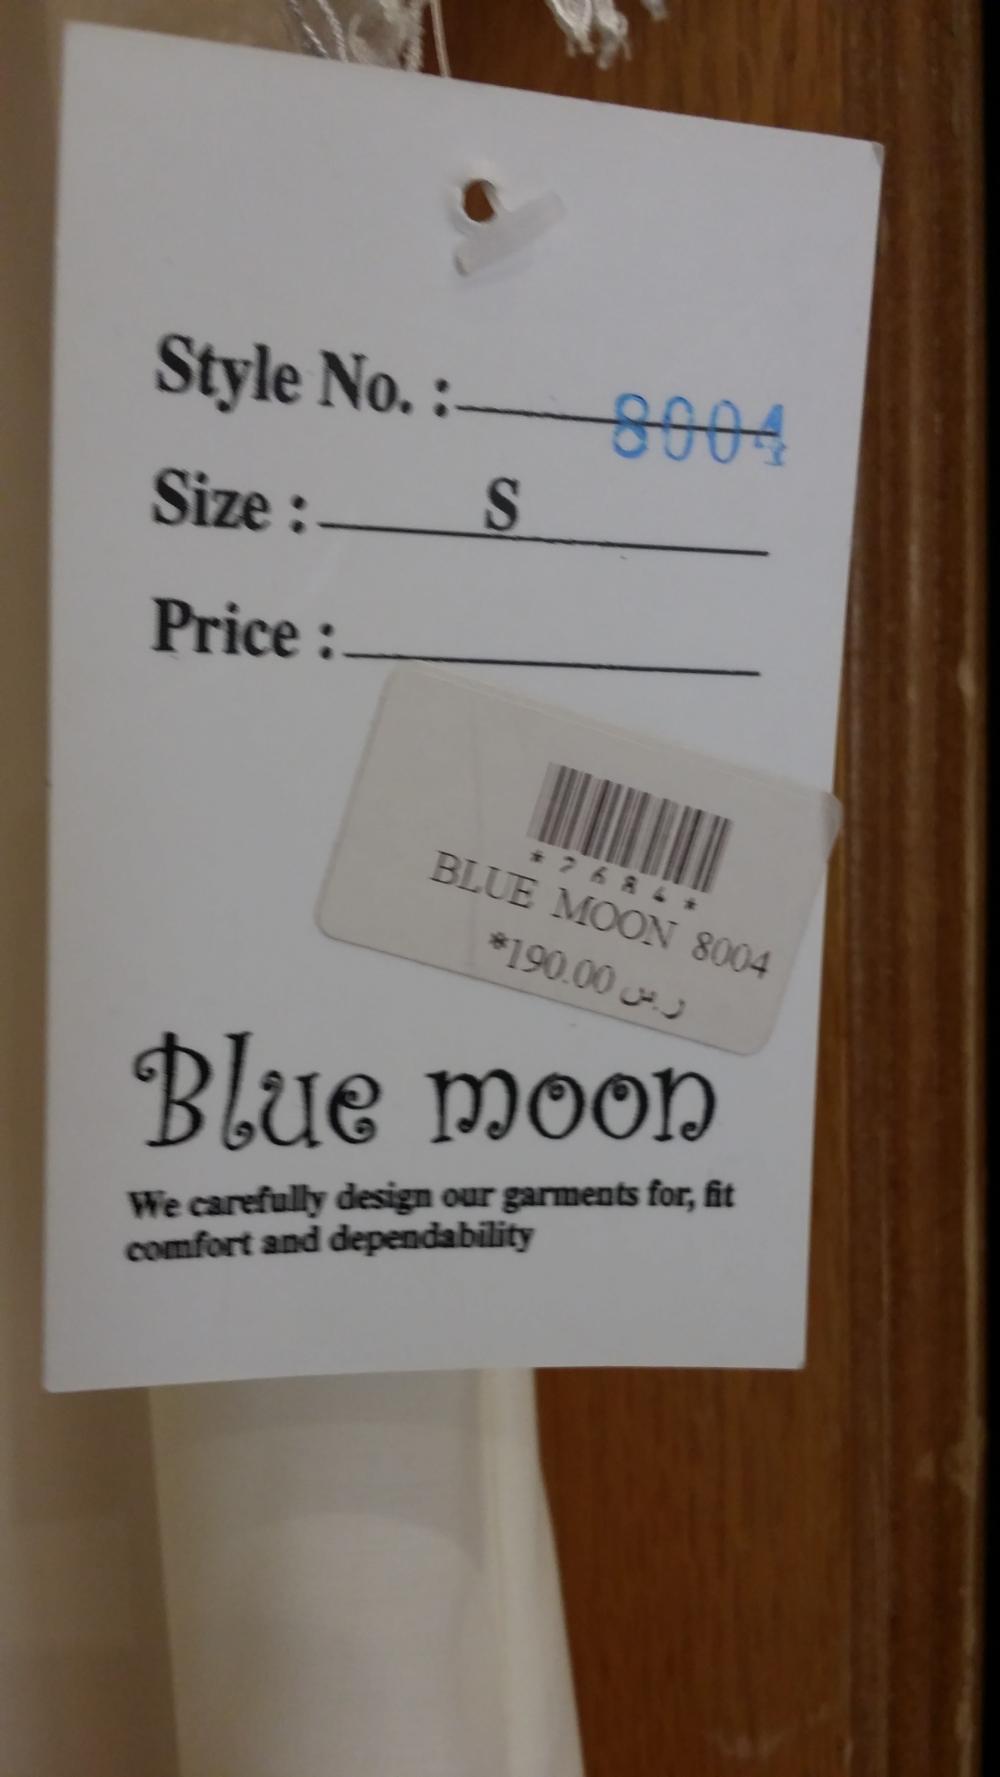 Style No. : 8004
Size : S
Price :
*7684*
BLUE MOON 8004
*190.00 ر.س
Blue moon
We carefully design our garments for, fit
comfort and dependability